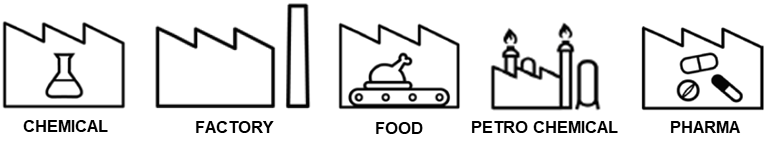 CHEMICAL
FACTORY
FOOD
PETRO CHEMICAL
PHARMA